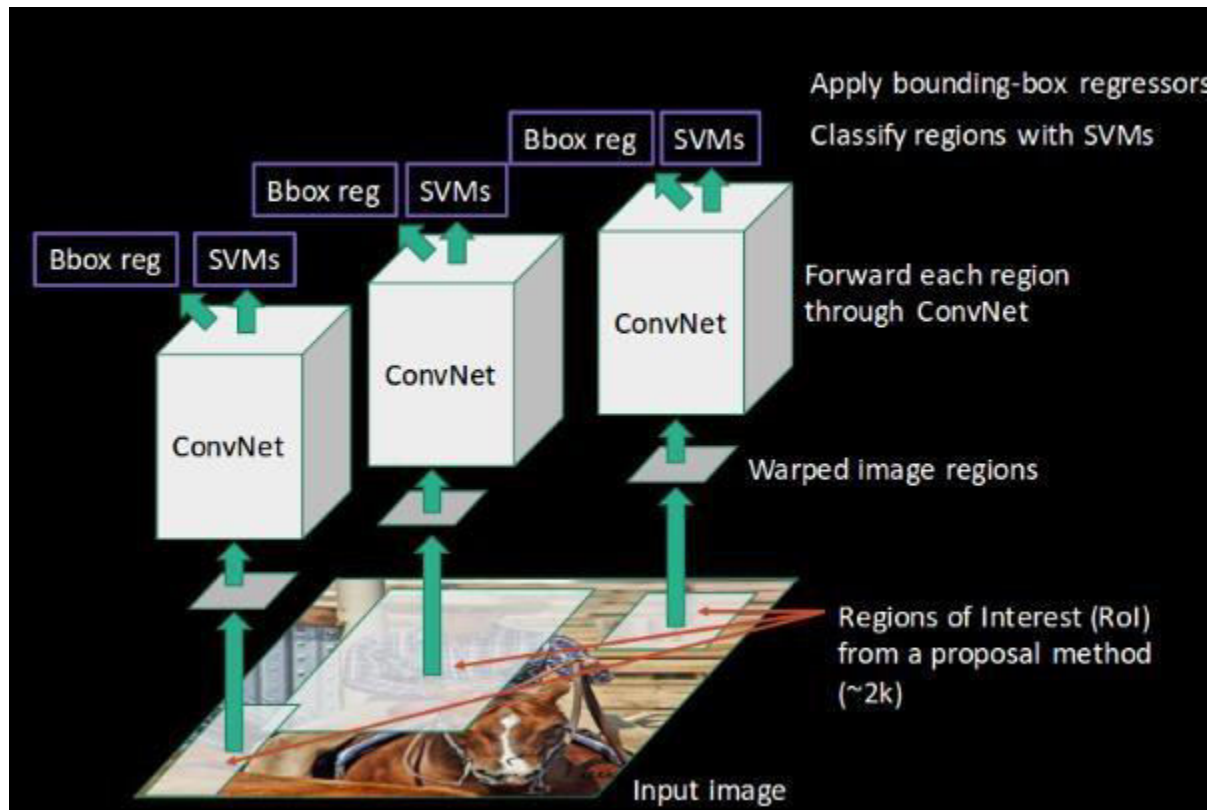 Apply bounding-box regressors
Bbox reg SVMs
Classify regions with SVMs
Bbox reg SVMs
Bbox reg SVMs
Forward each region
through ConvNet
ConvNet
ConvNet
ConvNet
Warped image regions
Regions of Interest (RoI)
from a proposal method
(~2k)
Input image